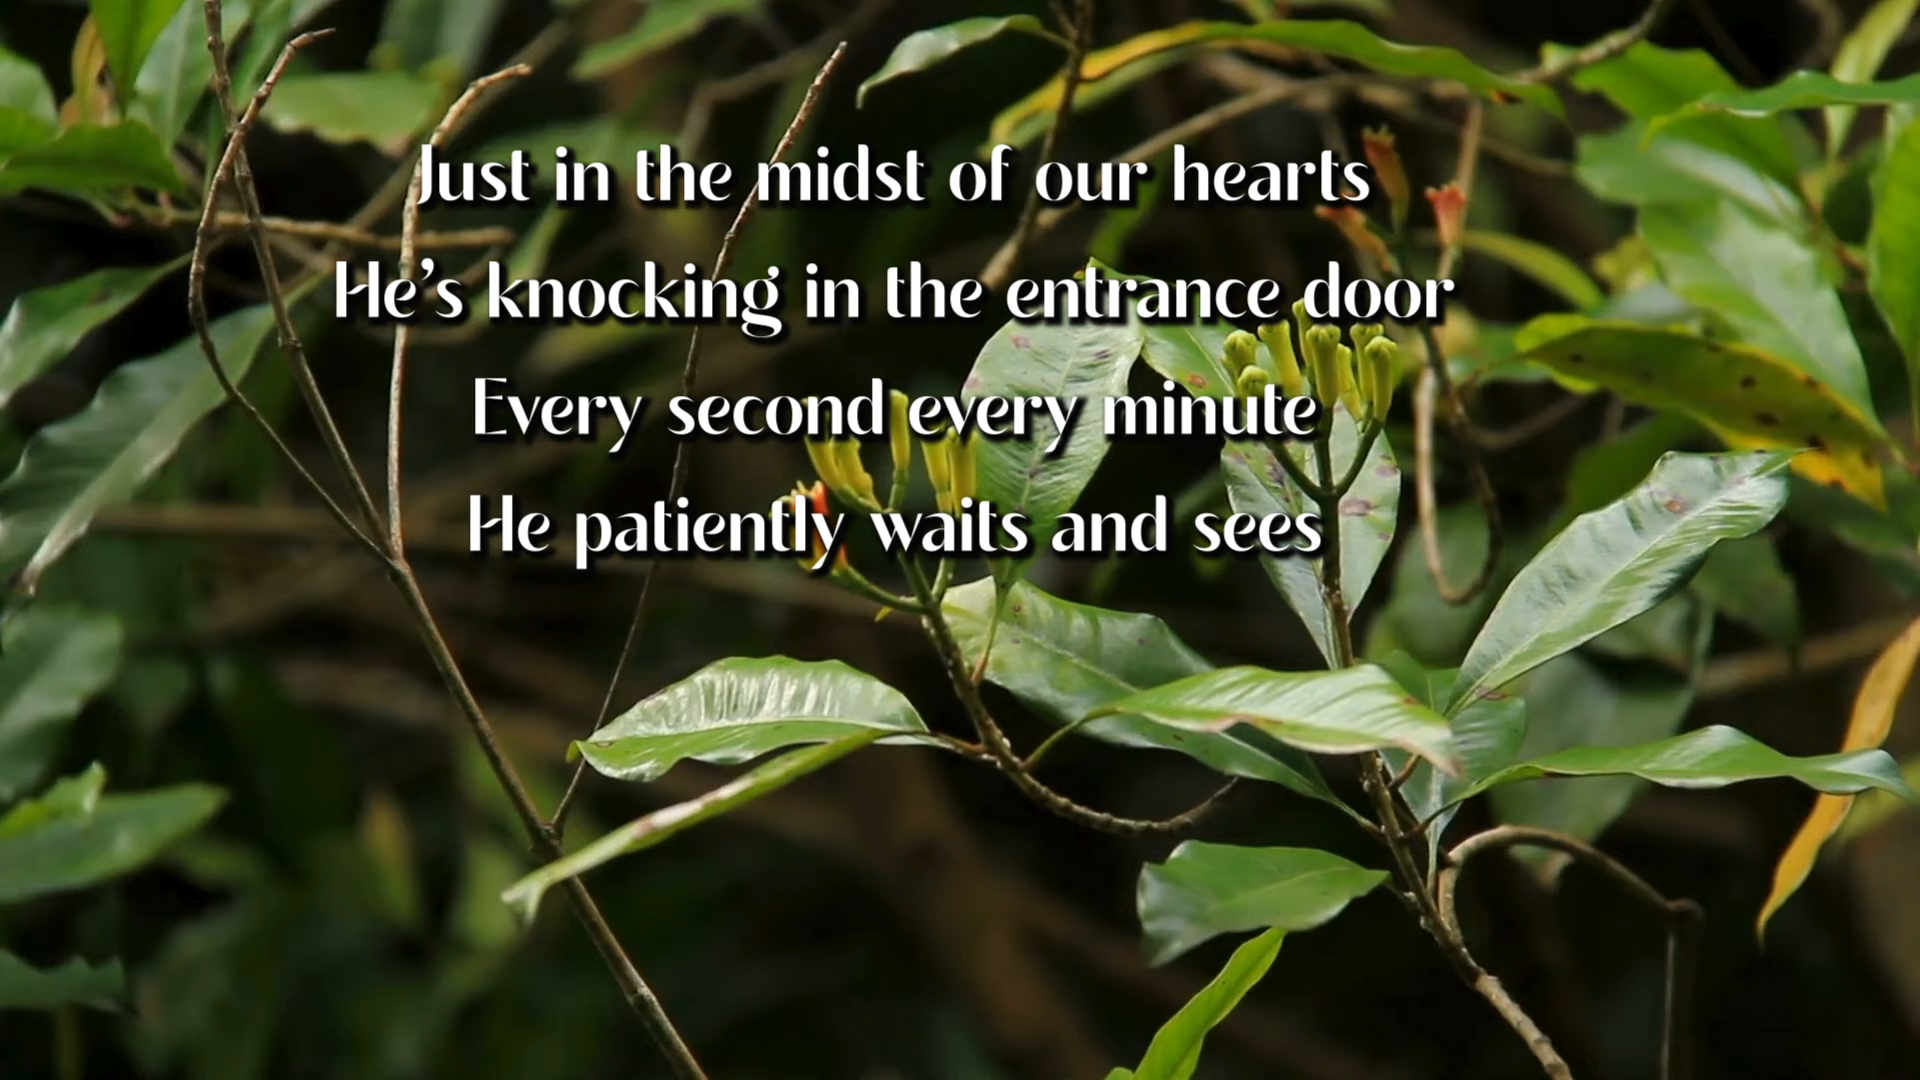 Just in the midst of our hearts
He's knocking in the entrance door
Every second every minute
He patiently waits and sees